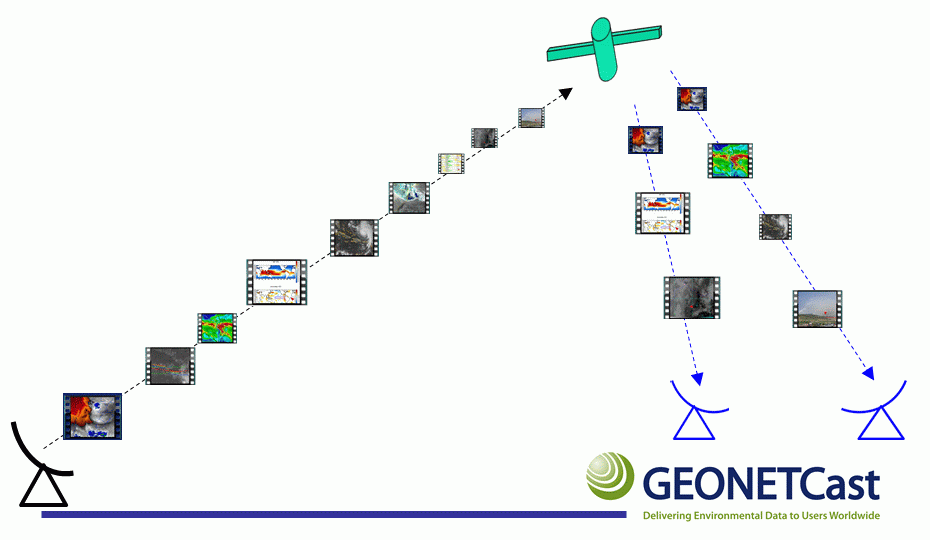 GEONETCast
Delivering Environmental Data to Users Worldwide